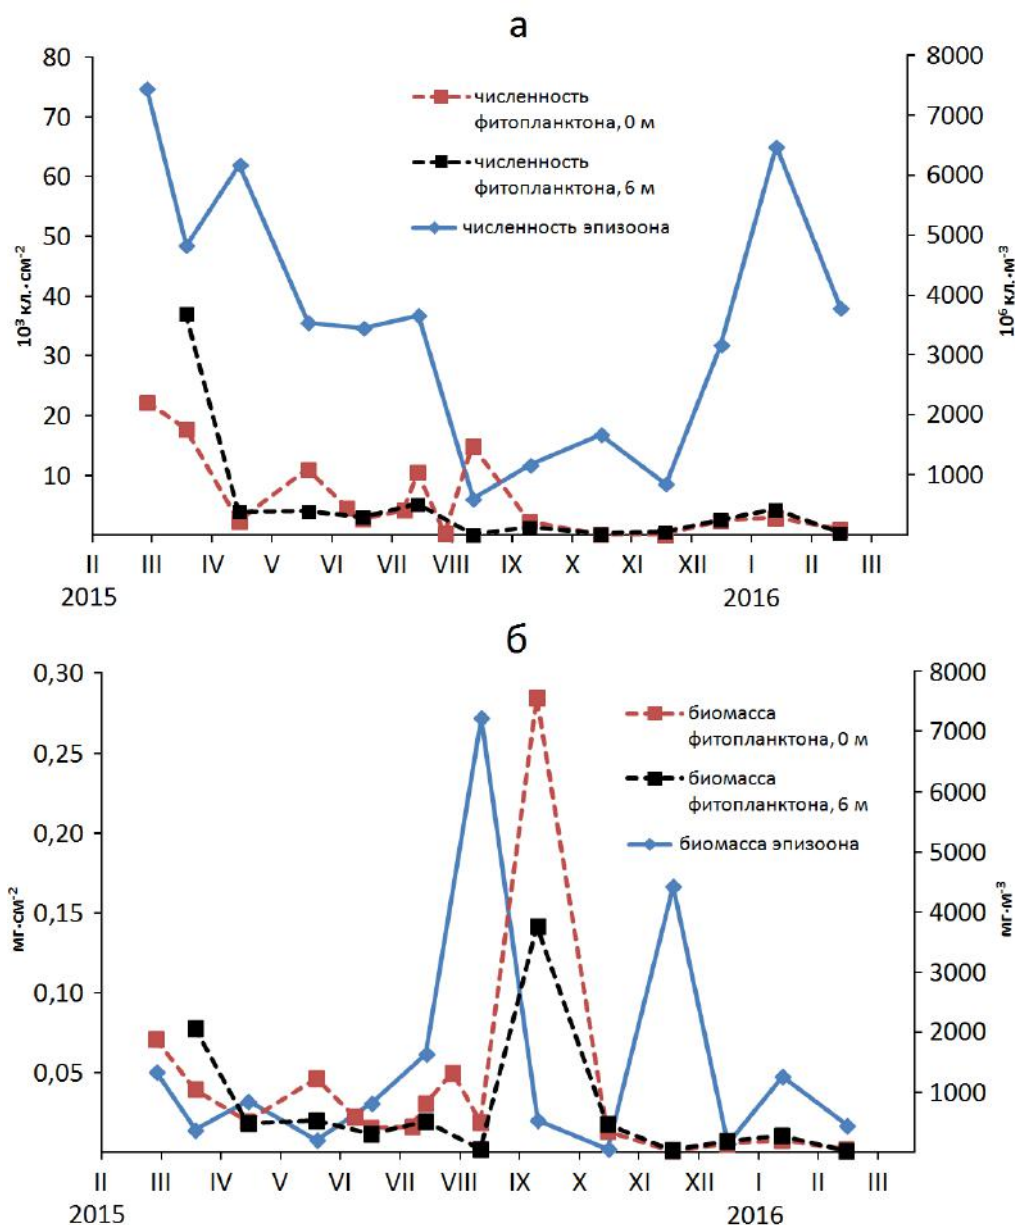 а
80
70
60
50
40
30
20
10
10³ кл.·см⁻²
8000
7000
6000
5000
4000
3000
2000
1000
10⁶ кл.·м⁻³
численность
фитопланктона, 0 м
численность
фитопланктона, 6 м
численность эпизоона
II III IV V VI VII VIII IX X XI XII I II III
2015 2016
б
0,30
0,25
0,20
0,15
0,10
0,05
мг·см⁻²
8000
7000
6000
5000
4000
3000
2000
1000
мг·м⁻³
биомасса
фитопланктона, 0 м
биомасса
фитопланктона, 6 м
биомасса эпизоона
II III IV V VI VII VIII IX X XI XII I II III
2015 2016